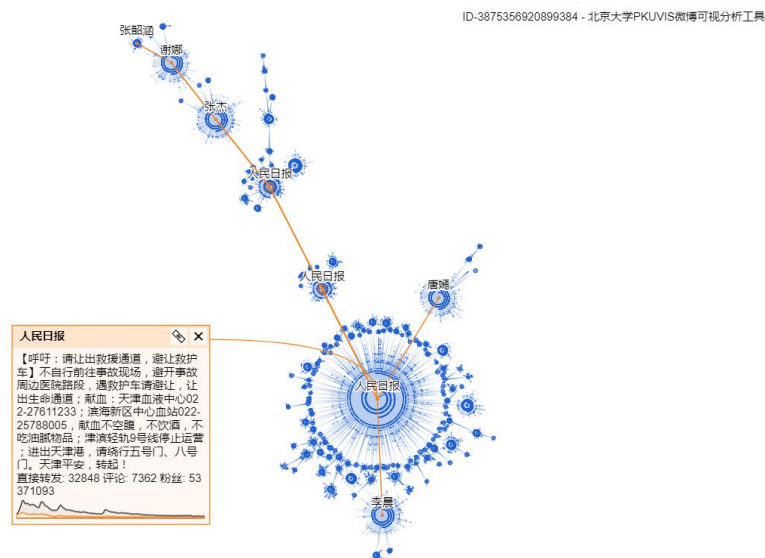 ID-3875356920899384 - 北京大学PKUVIS微博可视分析工具
张韶涵
谢娜
张杰
人民日报
人民日报
唐嫣
人民日报
李晨
人民日报
【呼吁：请让出救援通道，避让救护
车】不自行前往事故现场，避开事故
周边医院路段，遇救护车请避让，让
出生命通道；献血：天津血液中心02
2-27611233；滨海新区中心血站022-
25788005，献血不空腹，不饮酒，不
吃油腻物品；津滨轻轨9号线停止运营
；进出天津港，请绕行五号门、八号
门。天津平安，转起！
直接转发: 32848 评论: 7362 粉丝: 53
371093